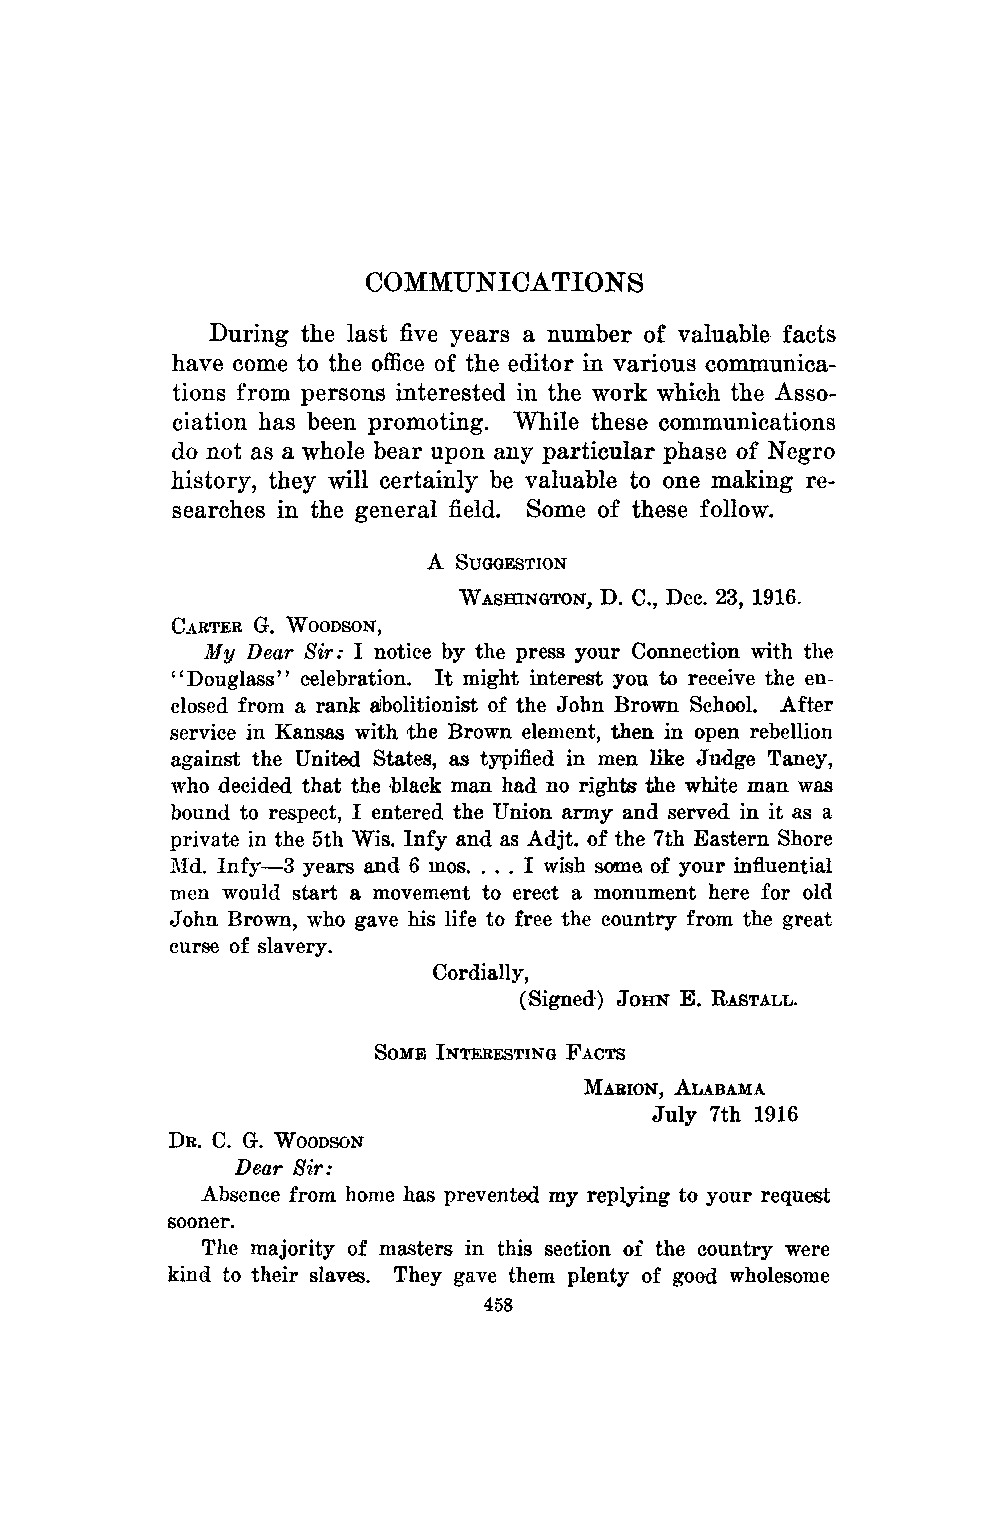 COMMUNICATIONS
During the last five years a number of valuable facts
have come to the office of the editor in various communica-
tions from persons interested in the work which the Asso-
ciation has been promoting. While these communications
do not as a whole bear upon any particular phase of Negro
history, they will certainly be valuable to one making re-
searches in the general field. Some of these follow.
A SUGGESTION
WASHINGTON, D. C., Dec. 23, 1916.
CARTER G. WOODSON,
My Dear Sir: I notice by the press your Connection with the
"Douglass" celebration. It might interest you to receive the en-
closed from a rank abolitionist of the John Brown School. After
service in Kansas with the Brown element, then in open rebellion
against the United States, as typified in men like Judge Taney,
who decided that the black man had no rights the white man was
bound to respect, I entered the Union army and served in it as a
private in the 5th Wis. Infy and as Adjt. of the 7th Eastern Shore
Md. Infy—3 years and 6 mos. . . . I wish some of your influential
men would start a movement to erect a monument here for old
John Brown, who gave his life to free the country from the great
curse of slavery.
Cordially,
(Signed) JOHN E. RASTALL.
SOME INTERESTING FACTS
MARION, ALABAMA
July 7th 1916
DR. C. G. WOODSON
Dear Sir:
Absence from home has prevented my replying to your request
sooner.
The majority of masters in this section of the country were
kind to their slaves. They gave them plenty of good wholesome
458